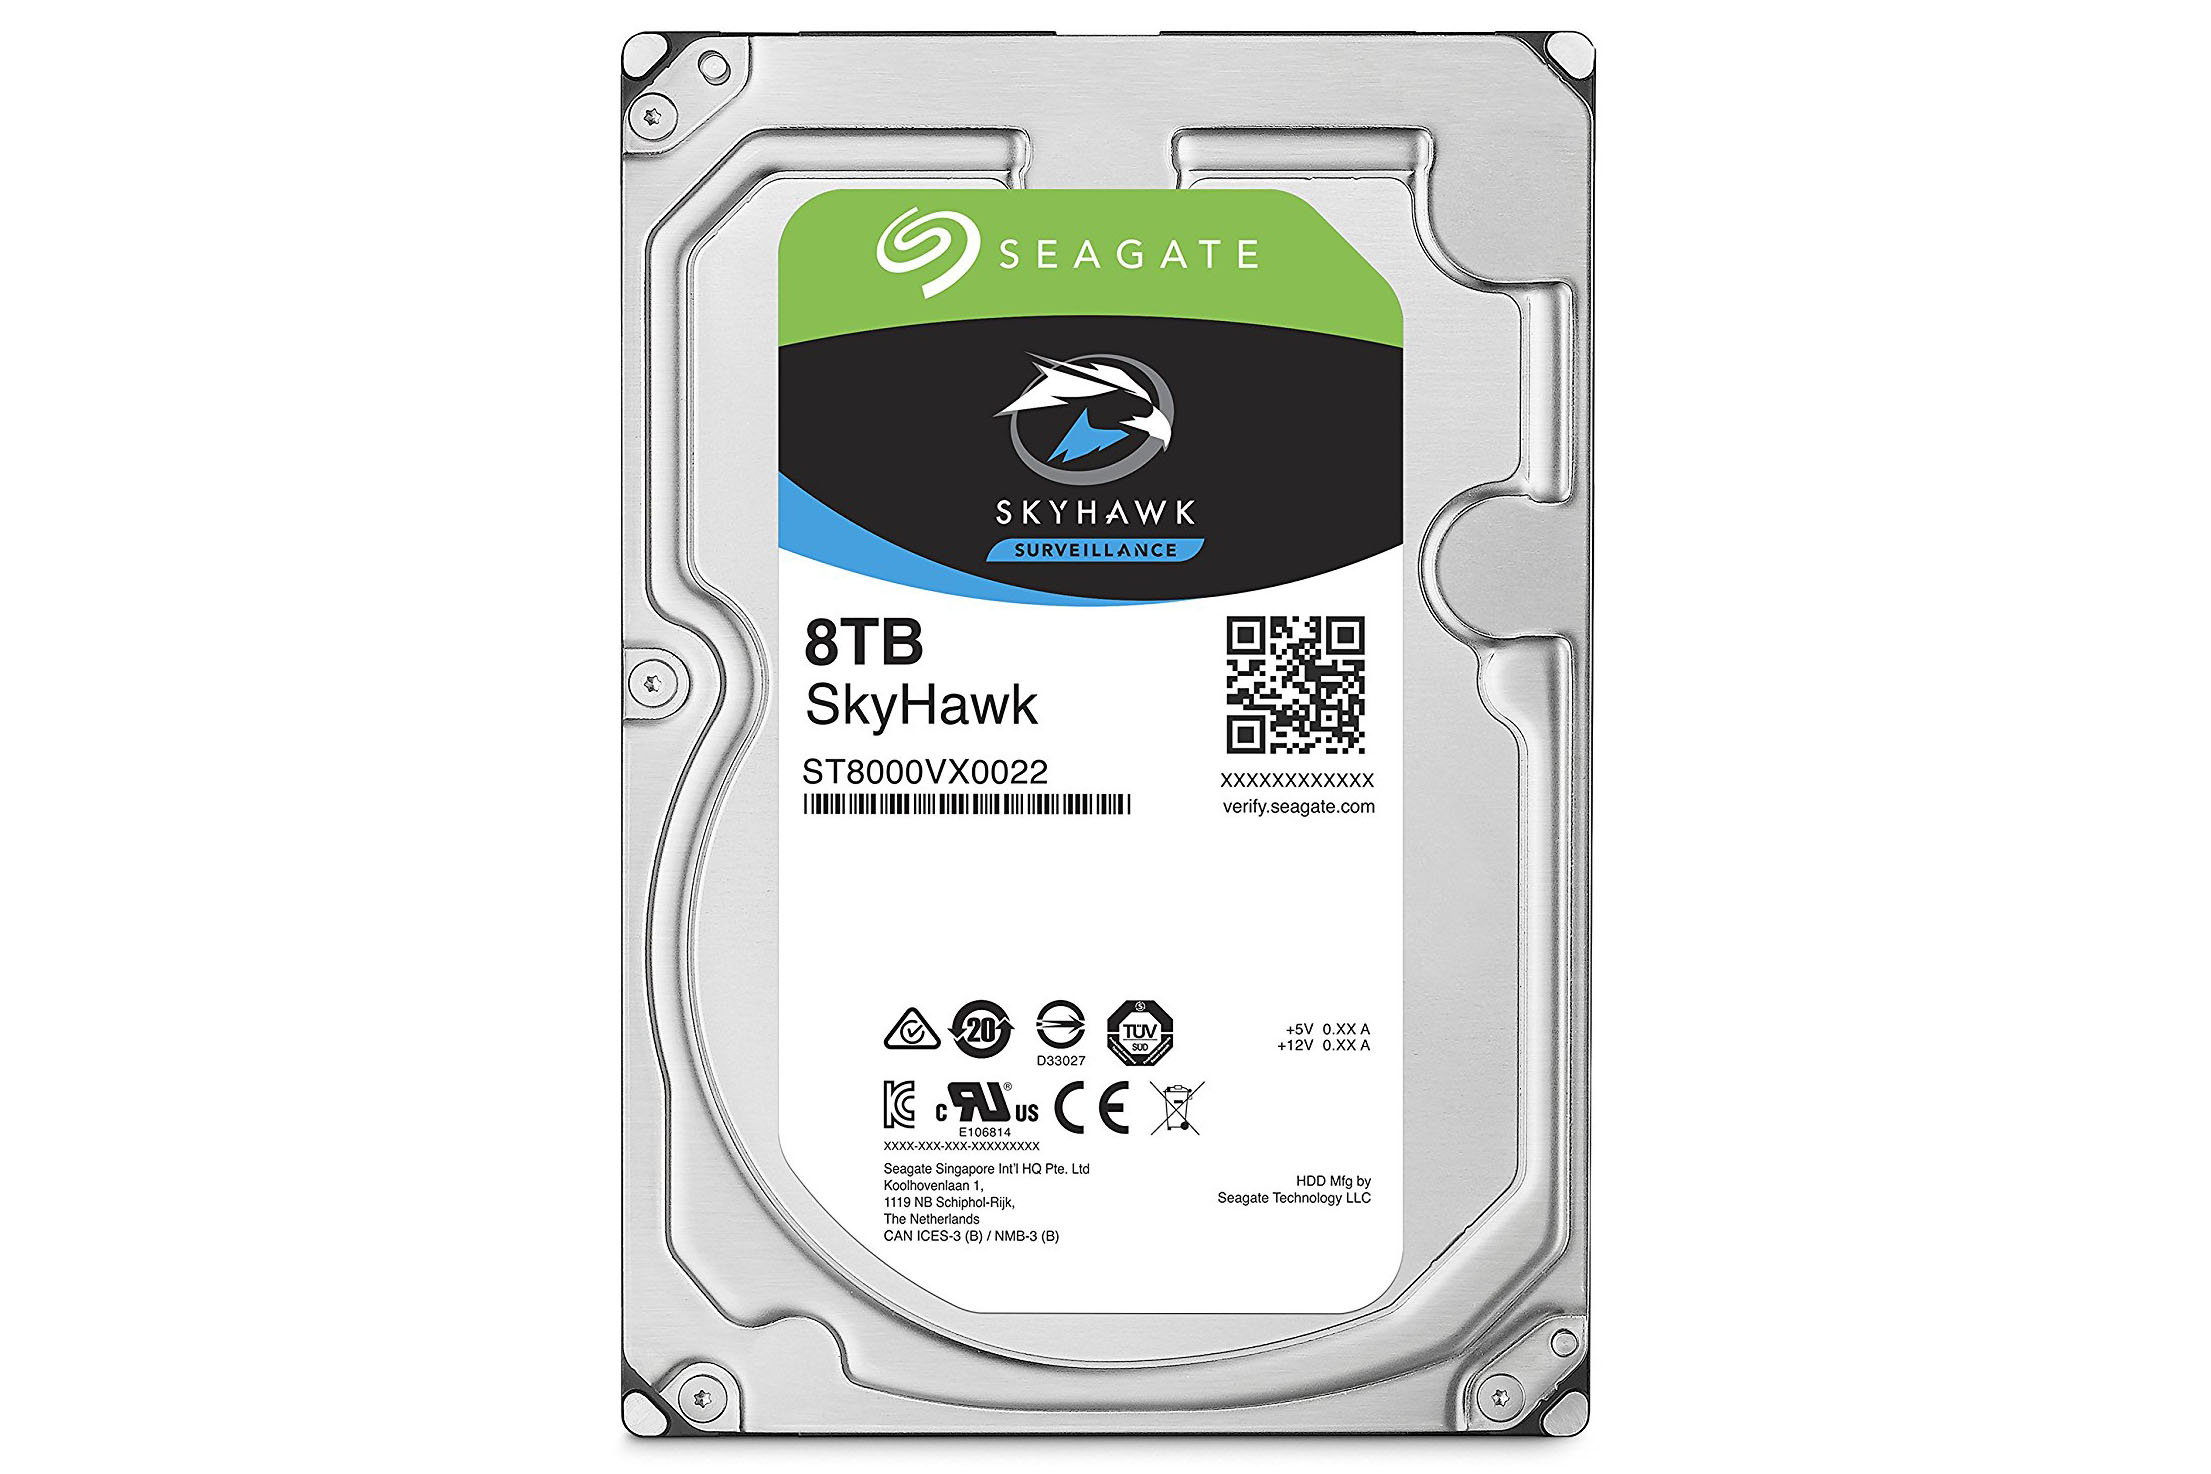 SEAGATE
SKYHAWK
SURVEILLANCE
8TB
SkyHawk
ST8000VX0022
XXXXXXXXXXXX
verify.seagate.com
20
D33027
TÜV
SÜD
+5V 0.XX A
+12V 0.XX A
c RU ® US
E106814
CE
XXXX-XXX-XXX-XXXXXXXXX
Seagate Singapore Int'l HQ Pte. Ltd
Koolhovenlaan 1,
1119 NB Schiphol-Rijk,
The Netherlands
CAN ICES-3 (B) / NMB-3 (B)
HDD Mfg by
Seagate Technology LLC